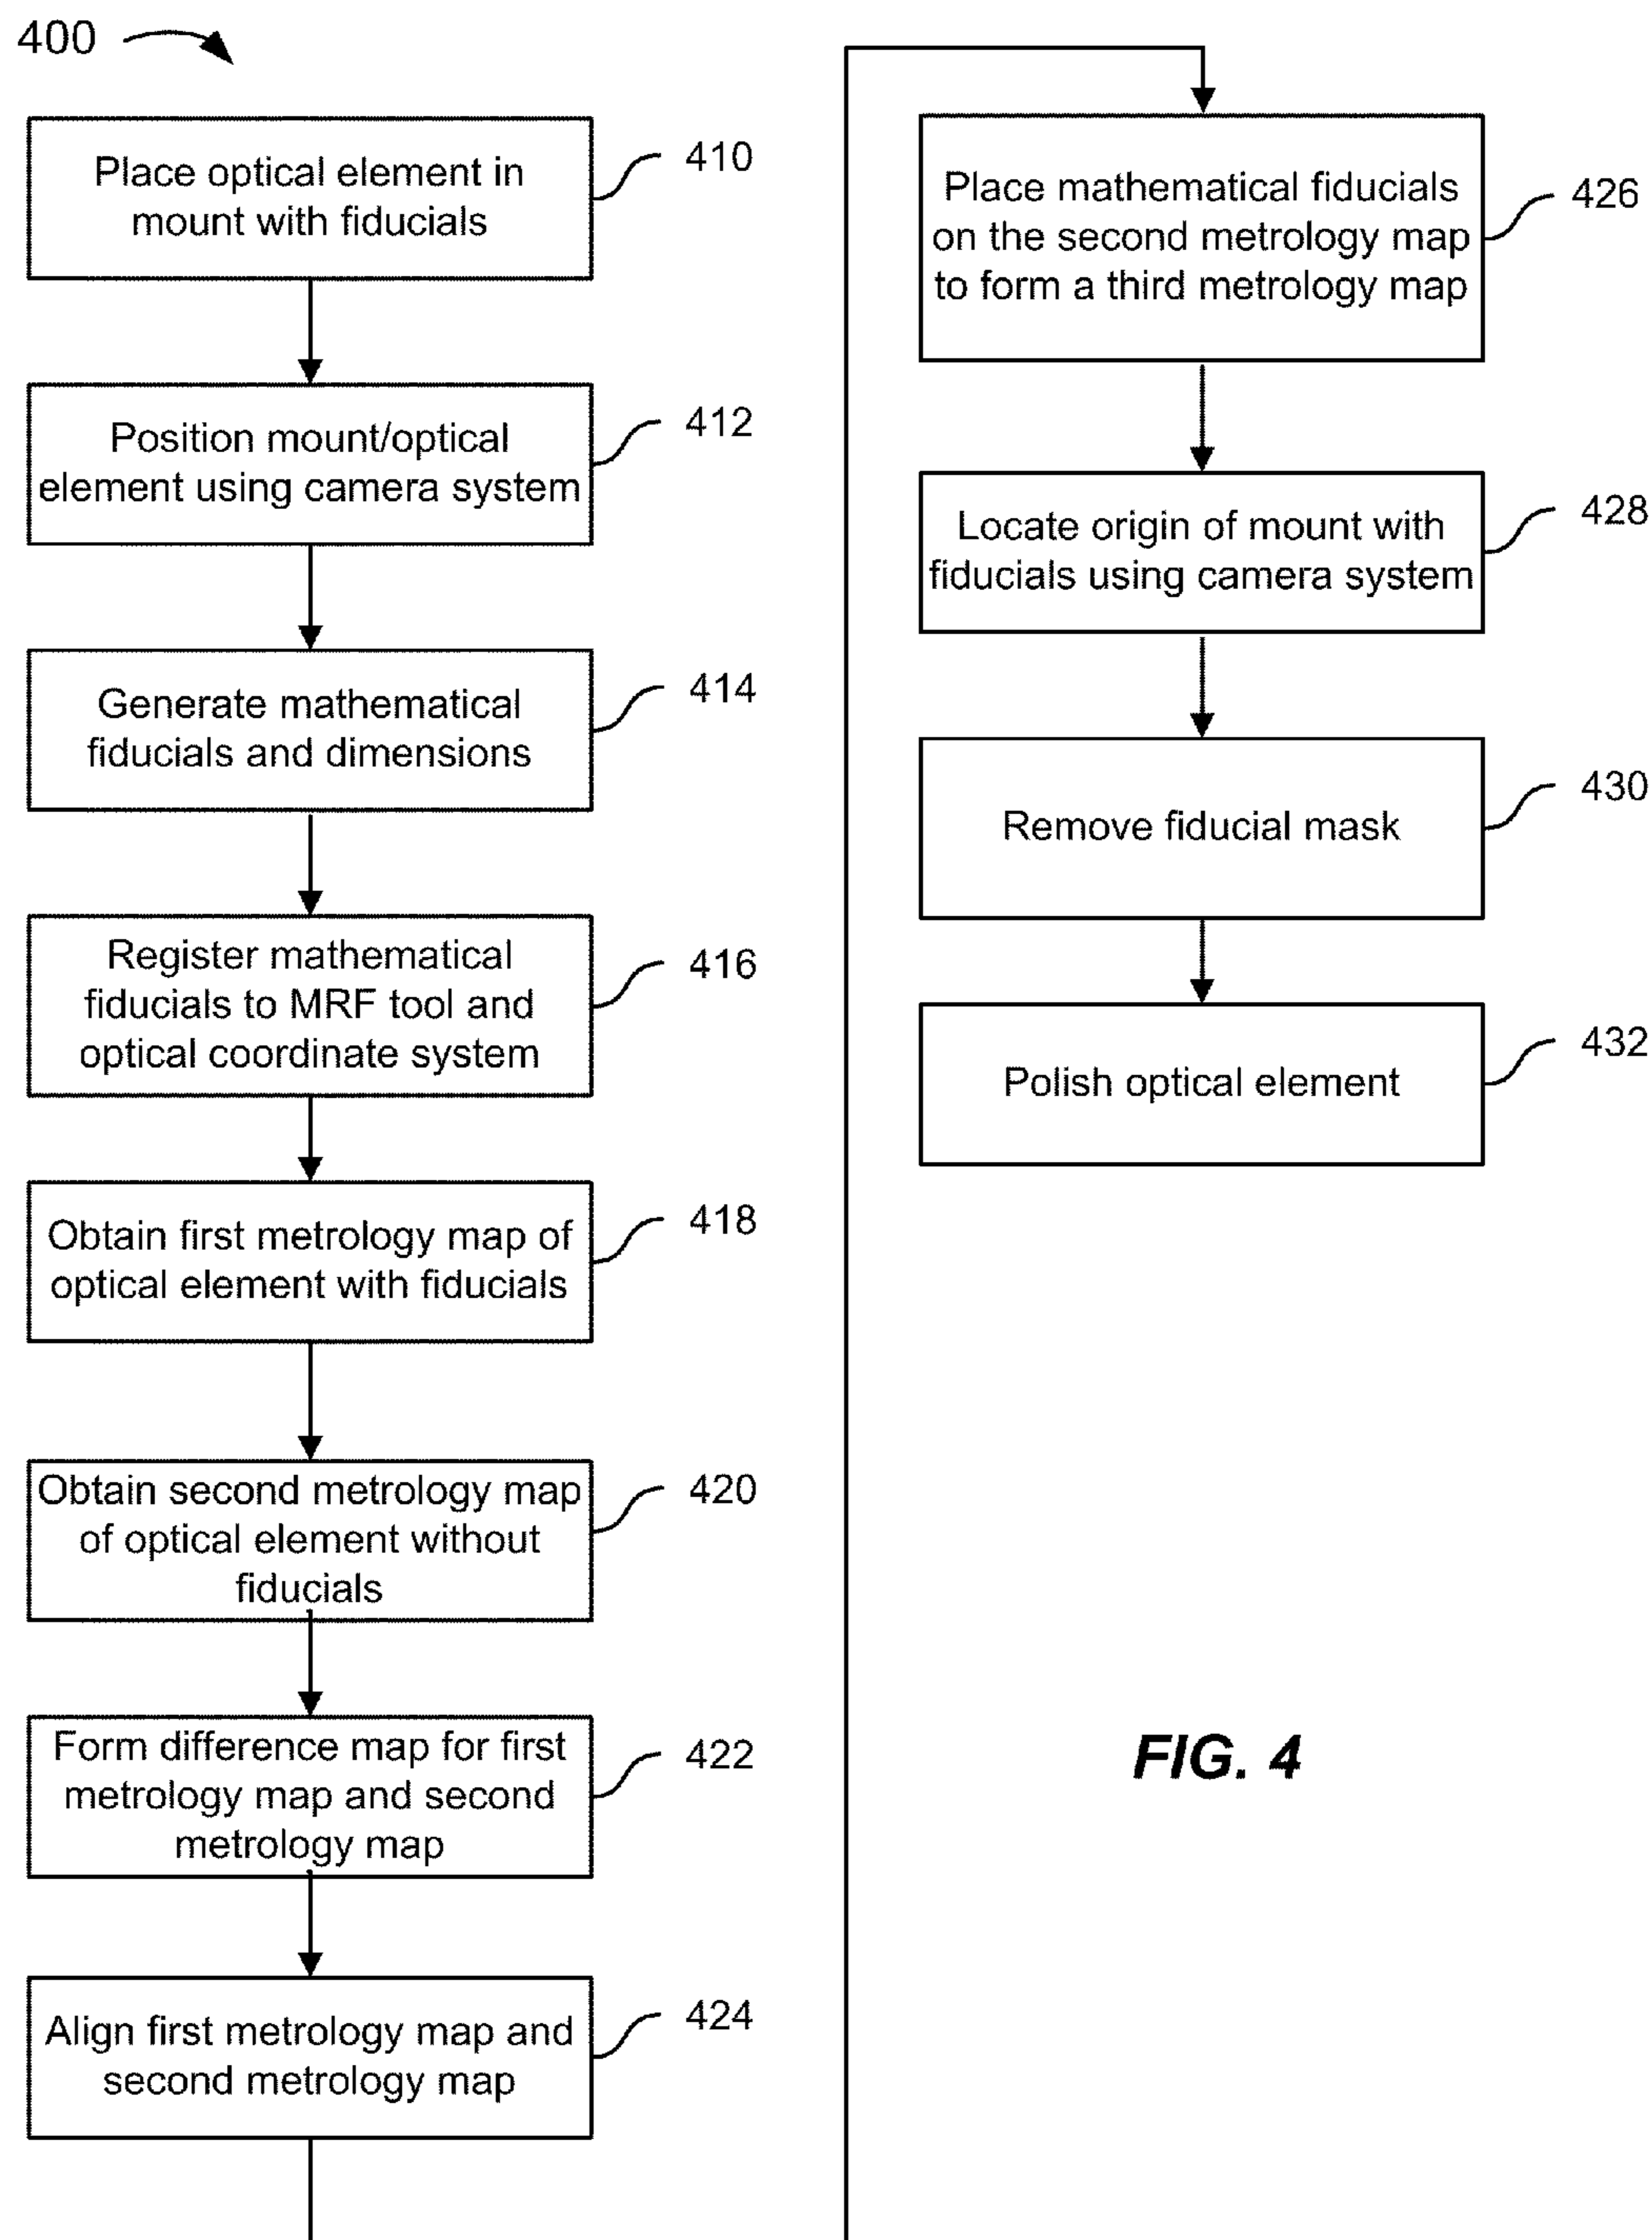 400
Place optical element in
mount with fiducials
410
Position mount/optical
element using camera system
412
Generate mathematical
fiducials and dimensions
414
Register mathematical
fiducials to MRF tool and
optical coordinate system
416
Obtain first metrology map of
optical element with fiducials
418
Obtain second metrology map
of optical element without
fiducials
420
Form difference map for first
metrology map and second
metrology map
422
Align first metrology map and
second metrology map
424
Place mathematical fiducials
on the second metrology map
to form a third metrology map
426
Locate origin of mount with
fiducials using camera system
428
Remove fiducial mask
430
Polish optical element
432
FIG. 4